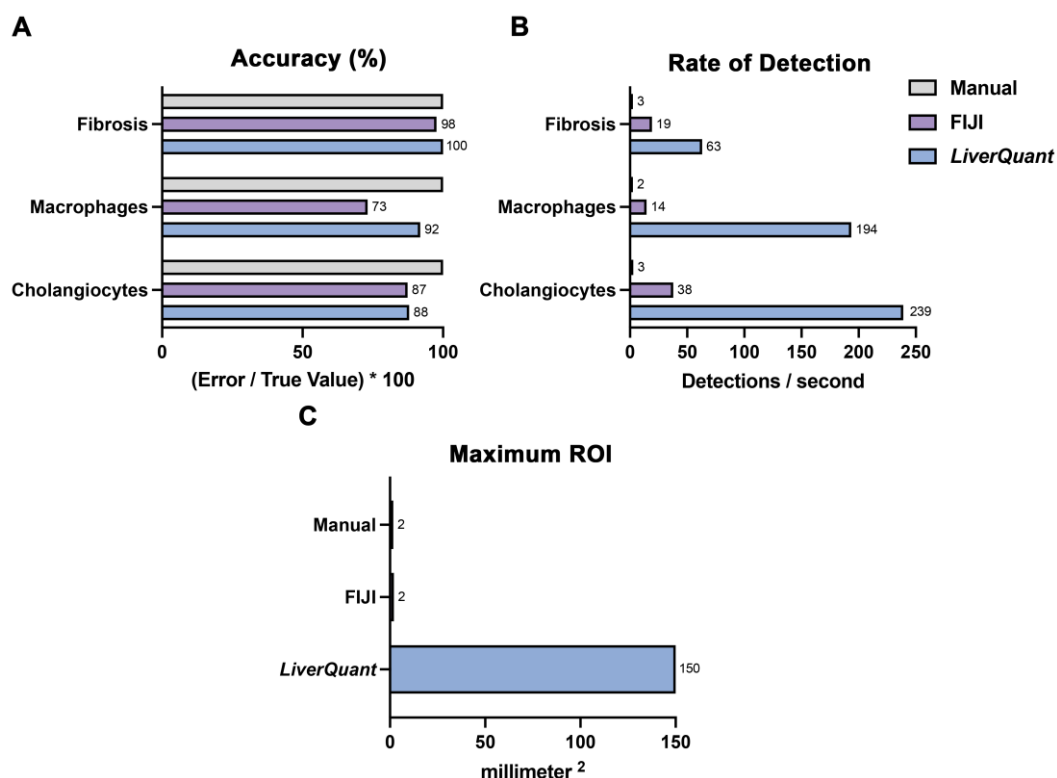 A
Accuracy (%)
Fibrosis
98
100
Macrophages
73
92
Cholangiocytes
87
88
0 50 100
(Error / True Value) * 100
B
Rate of Detection
Fibrosis
3
19
63
Macrophages
2
14
194
Cholangiocytes
3
38
239
0 50 100 150 200 250
Detections / second
Manual
FIJI
LiverQuant
C
Maximum ROI
Manual 2
FIJI 2
LiverQuant 150
0 50 100 150
millimeter ²